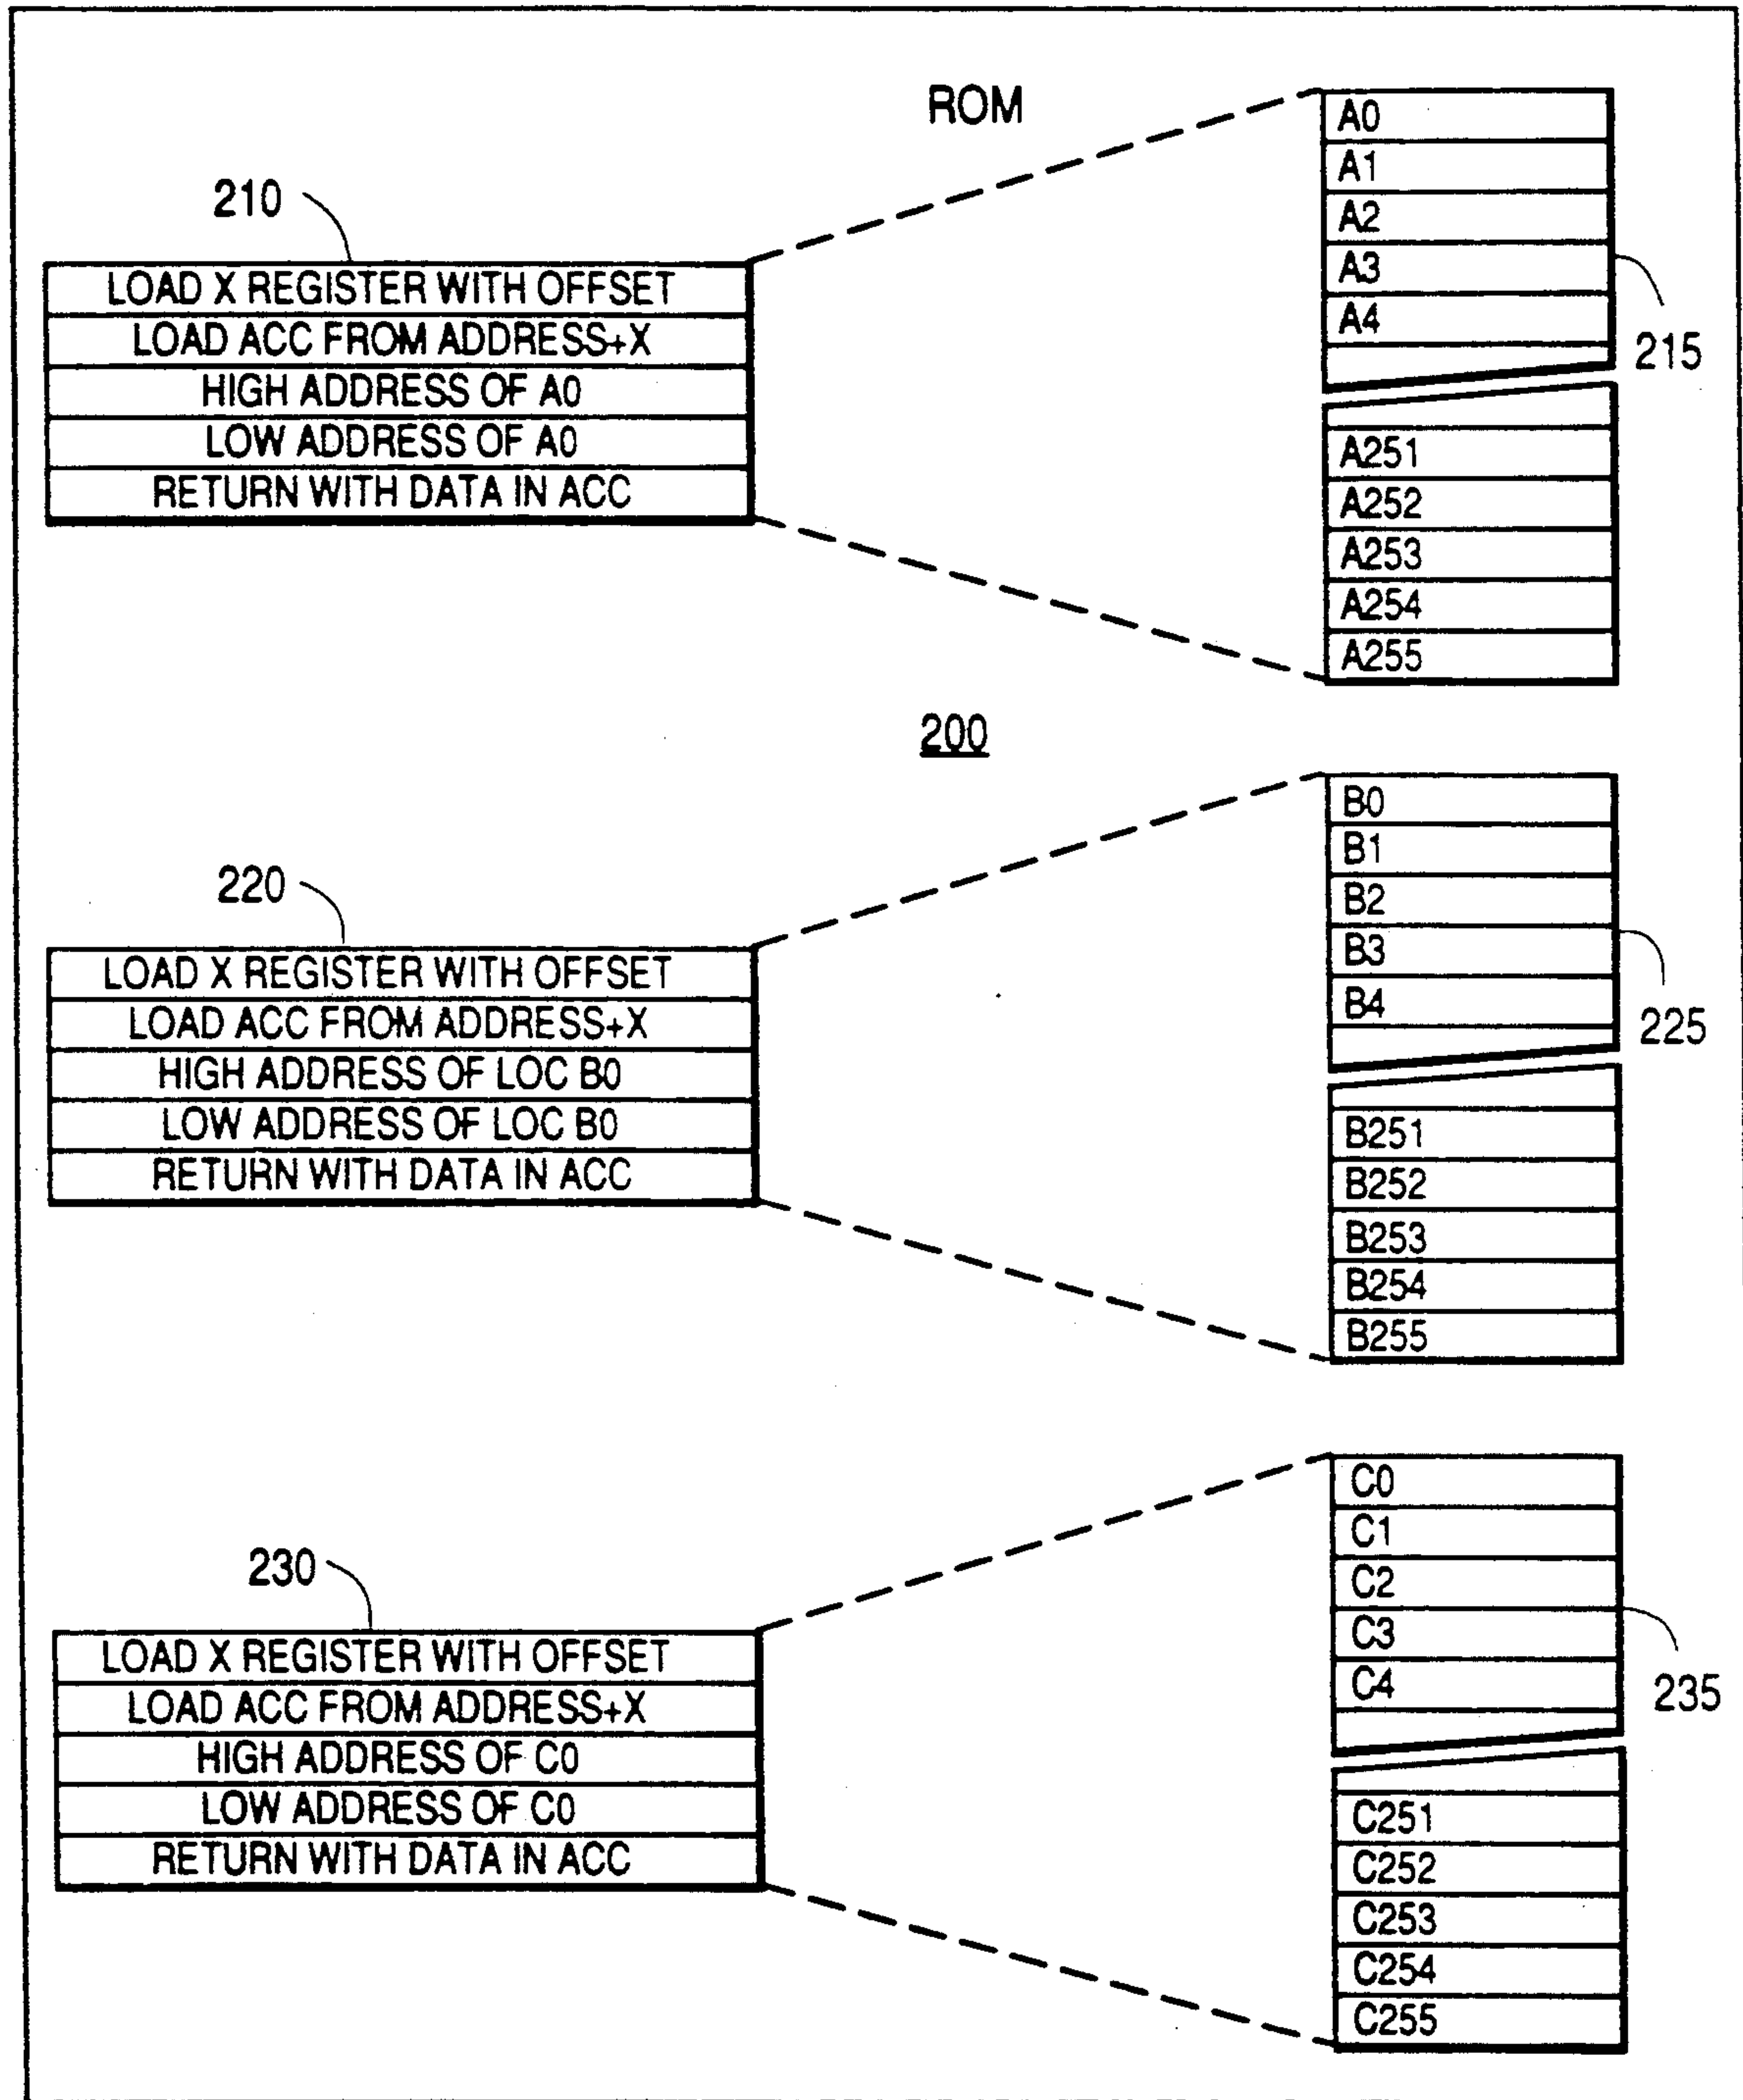 ROM
210
LOAD X REGISTER WITH OFFSET
LOAD ACC FROM ADDRESS+X
HIGH ADDRESS OF A0
LOW ADDRESS OF A0
RETURN WITH DATA IN ACC
A0
A1
A2
A3
A4
A251
A252
A253
A254
A255
215
200
220
LOAD X REGISTER WITH OFFSET
LOAD ACC FROM ADDRESS+X
HIGH ADDRESS OF LOC B0
LOW ADDRESS OF LOC B0
RETURN WITH DATA IN ACC
B0
B1
B2
B3
B4
B251
B252
B253
B254
B255
225
230
LOAD X REGISTER WITH OFFSET
LOAD ACC FROM ADDRESS+X
HIGH ADDRESS OF C0
LOW ADDRESS OF C0
RETURN WITH DATA IN ACC
C0
C1
C2
C3
C4
C251
C252
C253
C254
C255
235